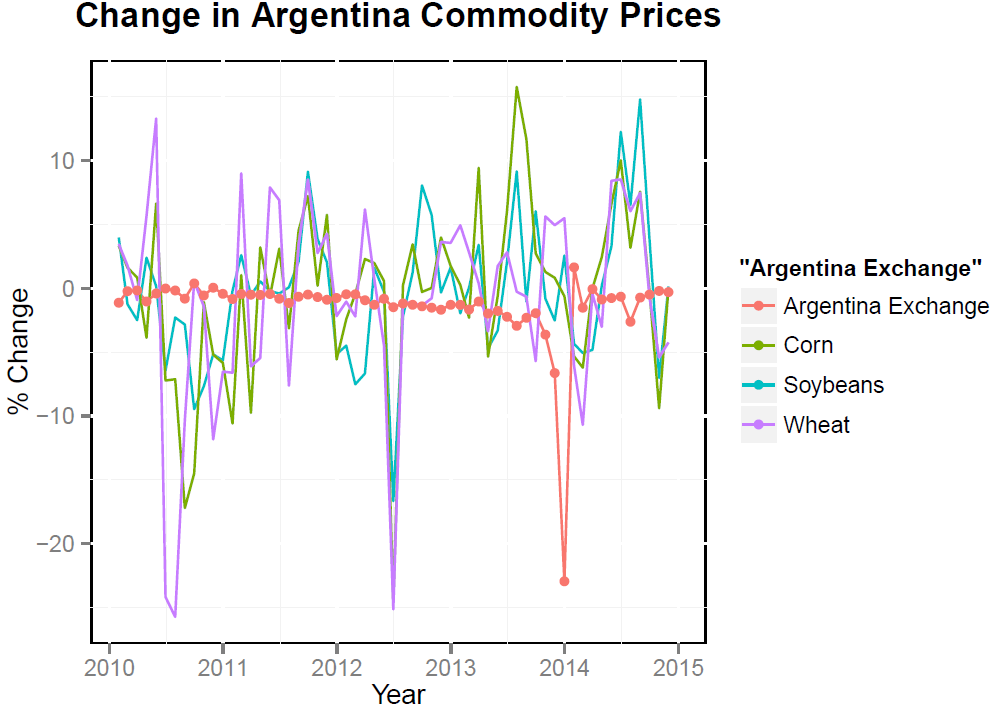 Change in Argentina Commodity Prices
% Change
10
0
−10
−20
2010 2011 2012 2013 2014 2015
Year
"Argentina Exchange"
Argentina Exchange
Corn
Soybeans
Wheat